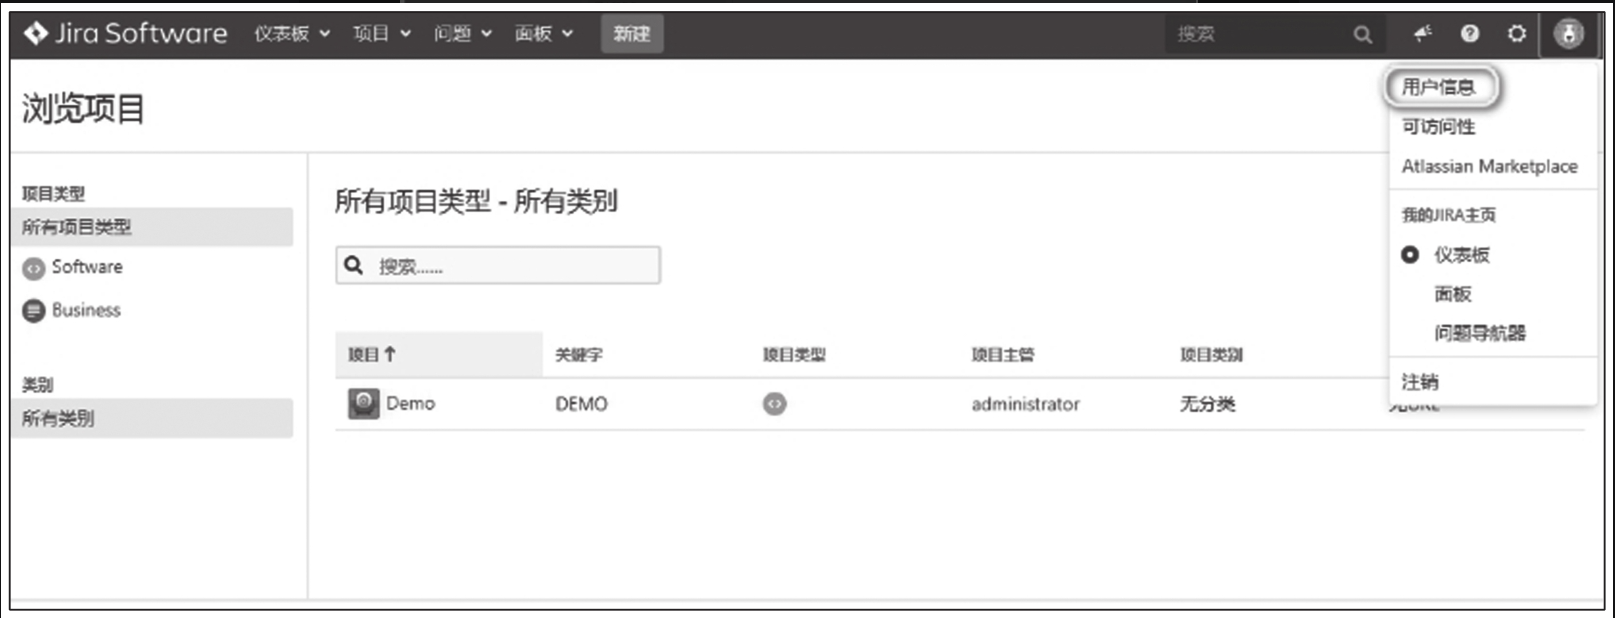 Jira Software 仪表板 项目 问题 面板 新建 搜索
用户信息
浏览项目
可访问性
Atlassian Marketplace
项目类型
所有项目类型 - 所有类别
我的JIRA主页
所有项目类型
仪表板
Software
搜索......
面板
Business
问题导航器
项目 关键字 项目类型 项目主管 项目类别
类别
注销
Demo DEMO administrator 无分类 无URL
所有类别